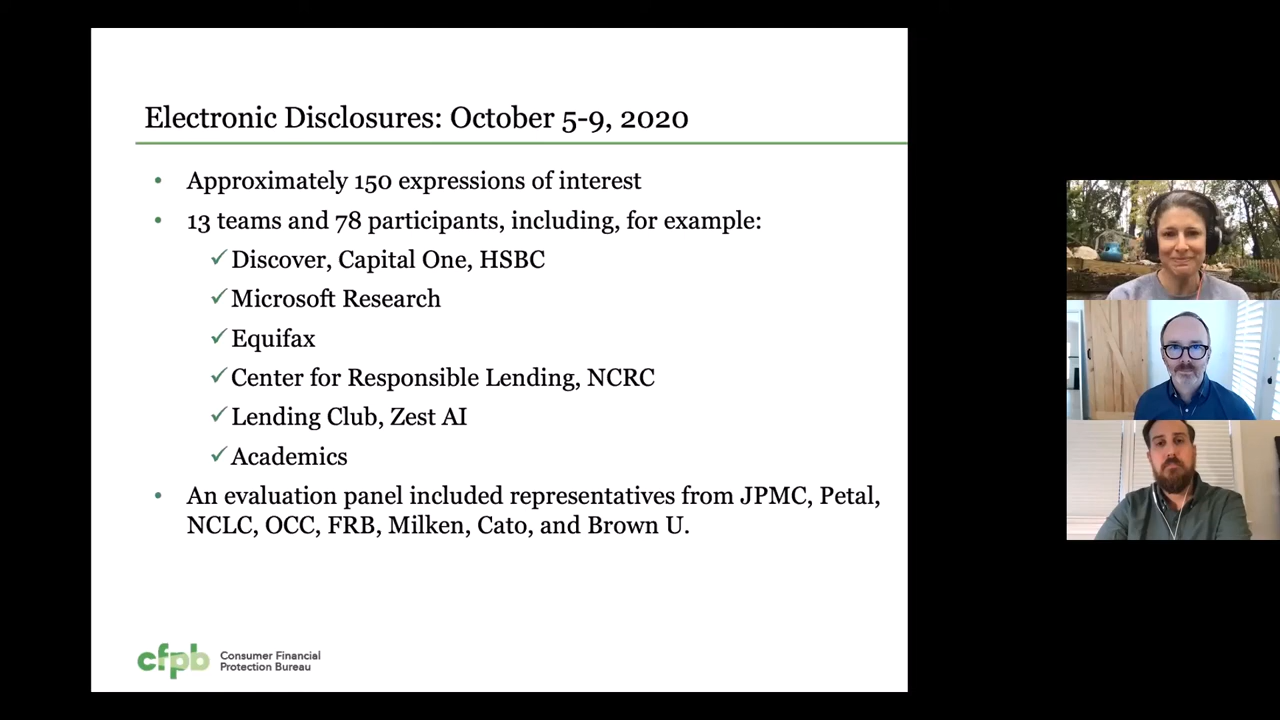 Electronic Disclosures: October 5-9, 2020
• Approximately 150 expressions of interest
• 13 teams and 78 participants, including, for example:
✓Discover, Capital One, HSBC
✓Microsoft Research
✓Equifax
✓Center for Responsible Lending, NCRC
✓Lending Club, Zest AI
✓Academics
• An evaluation panel included representatives from JPMC, Petal,
NCLC, OCC, FRB, Milken, Cato, and Brown U.
cfpb
Consumer Financial
Protection Bureau